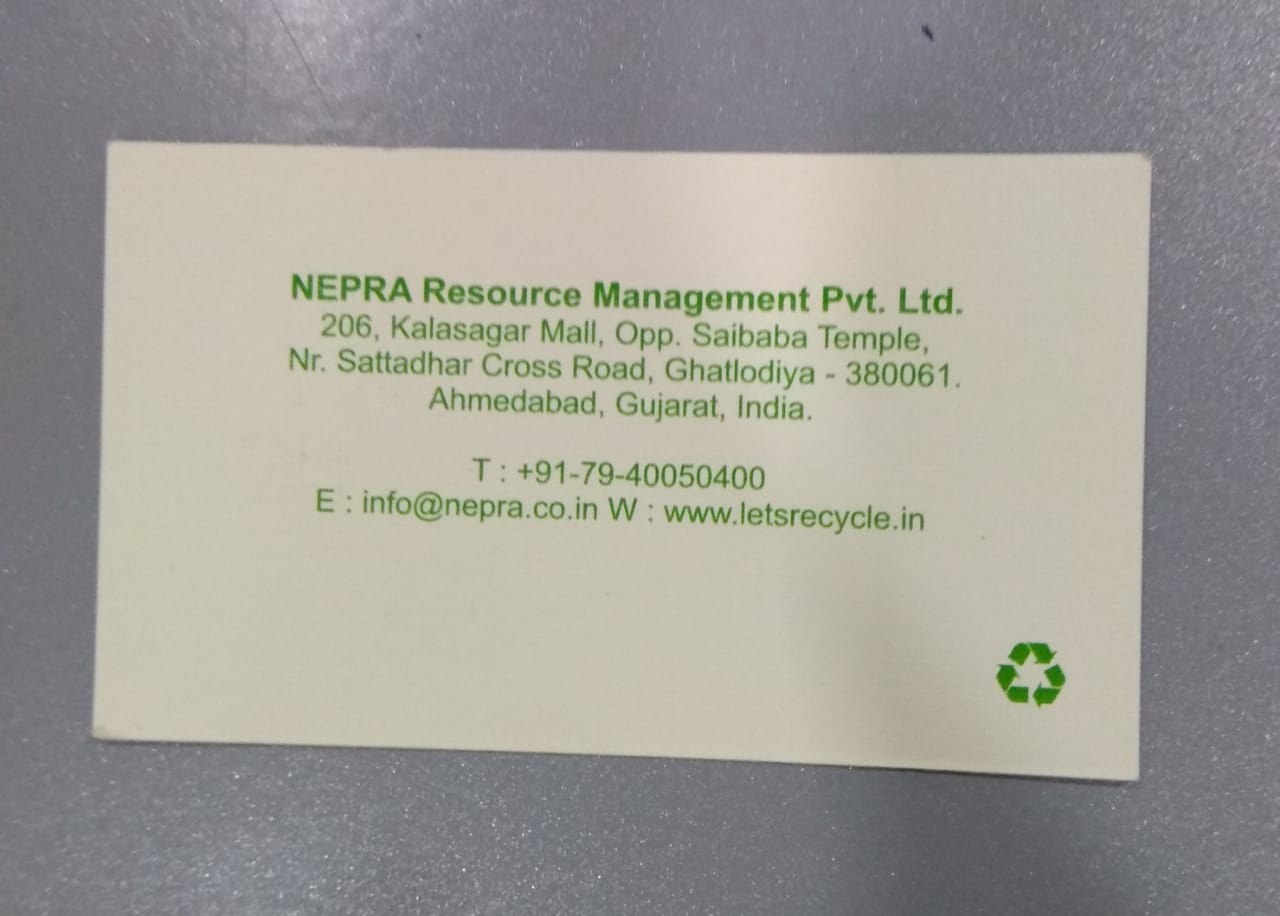 NEPRA Resource Management Pvt. Ltd.
206, Kalasagar Mall, Opp. Saibaba Temple,
Nr. Sattadhar Cross Road, Ghatlodiya - 380061.
Ahmedabad, Gujarat, India.
T : +91-79-40050400
E : info@nepra.co.in W : www.letsrecycle.in